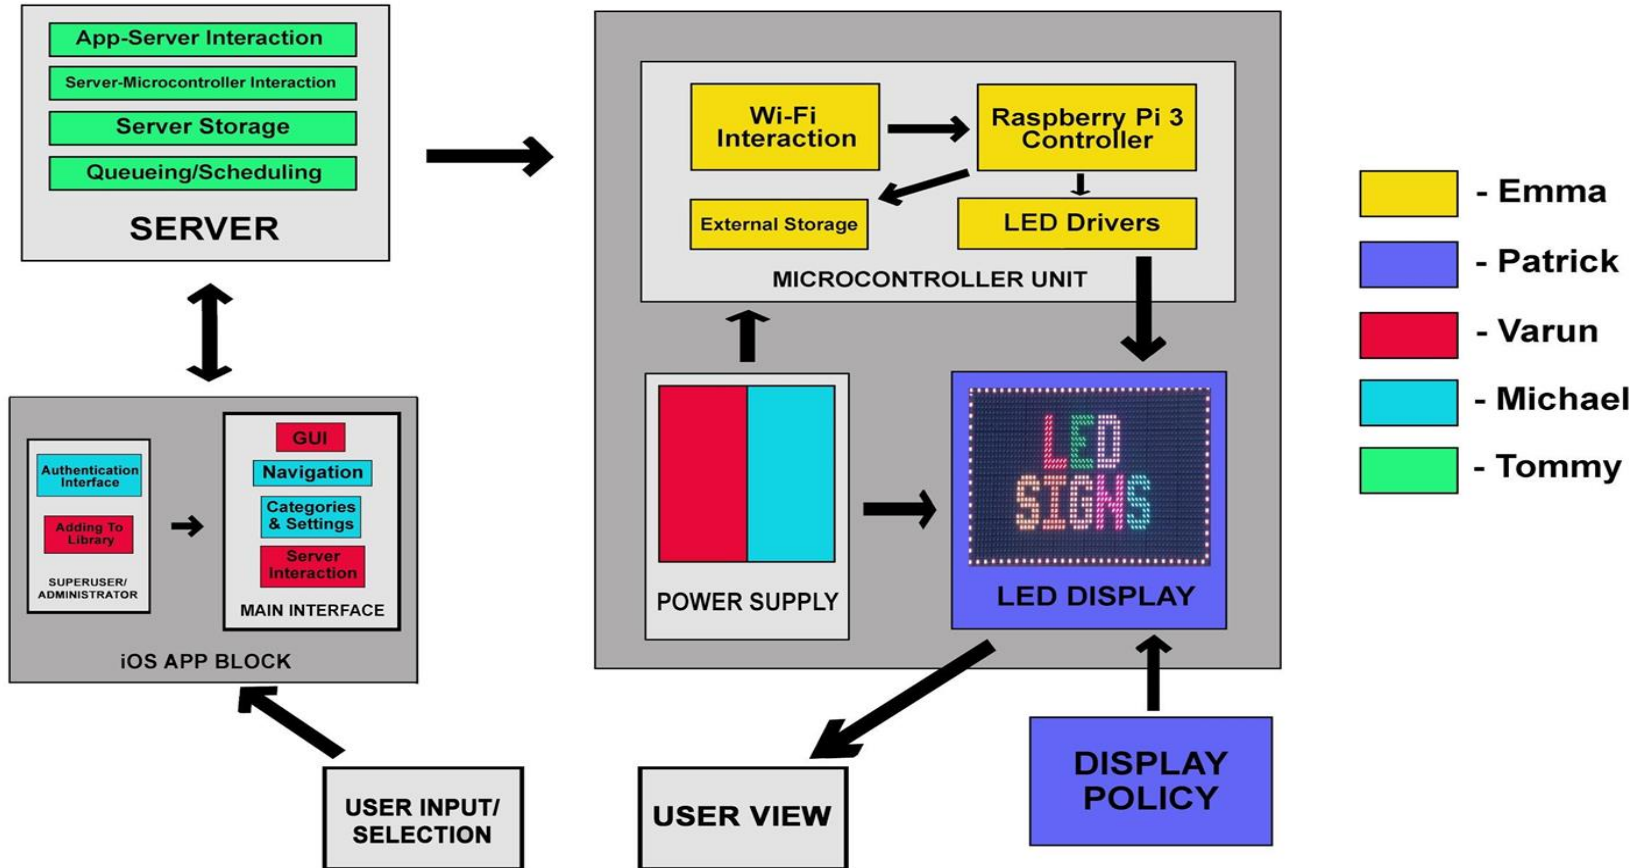 App-Server Interaction
Server-Microcontroller Interaction
Server Storage
Queueing/Scheduling
SERVER
Wi-Fi
Interaction
Raspberry Pi 3
Controller
External Storage
LED Drivers
MICROCONTROLLER UNIT
- Emma
- Patrick
- Varun
- Michael
- Tommy
Authentication
Interface
Adding To
Library
SUPERUSER/
ADMINISTRATOR
GUI
Navigation
Categories
& Settings
Server
Interaction
MAIN INTERFACE
iOS APP BLOCK
POWER SUPPLY
LED
SIGNS
LED DISPLAY
USER INPUT/
SELECTION
USER VIEW
DISPLAY
POLICY